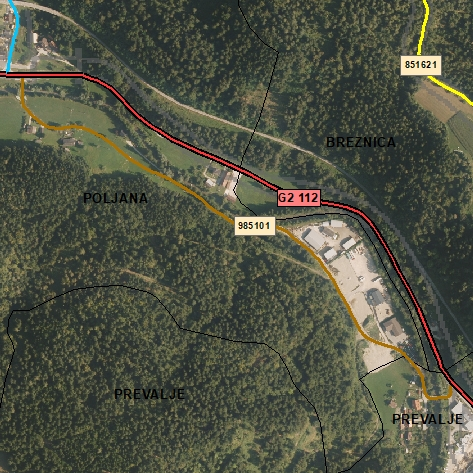 851621
BREZNICA
POLJANA
G2 112
985101
PREVALJE
PREVALJE